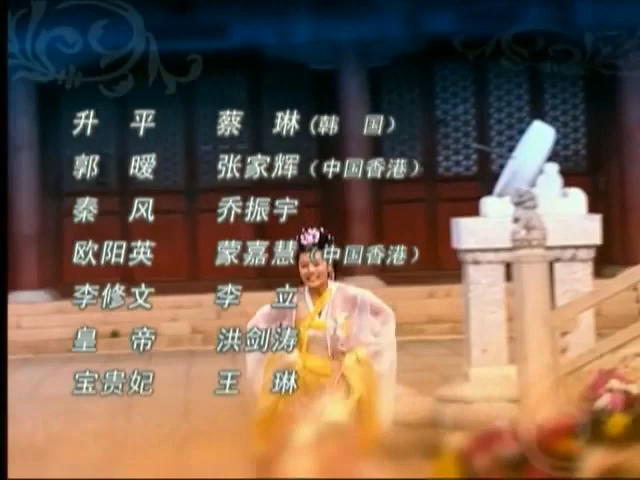 升 平 蔡 琳（韩 国）
郭 暧 张家辉（中国香港）
秦 风 乔振宇
欧阳英 蒙嘉慧（中国香港）
李修文 李 立
皇 帝 洪剑涛
宝贵妃 王 琳